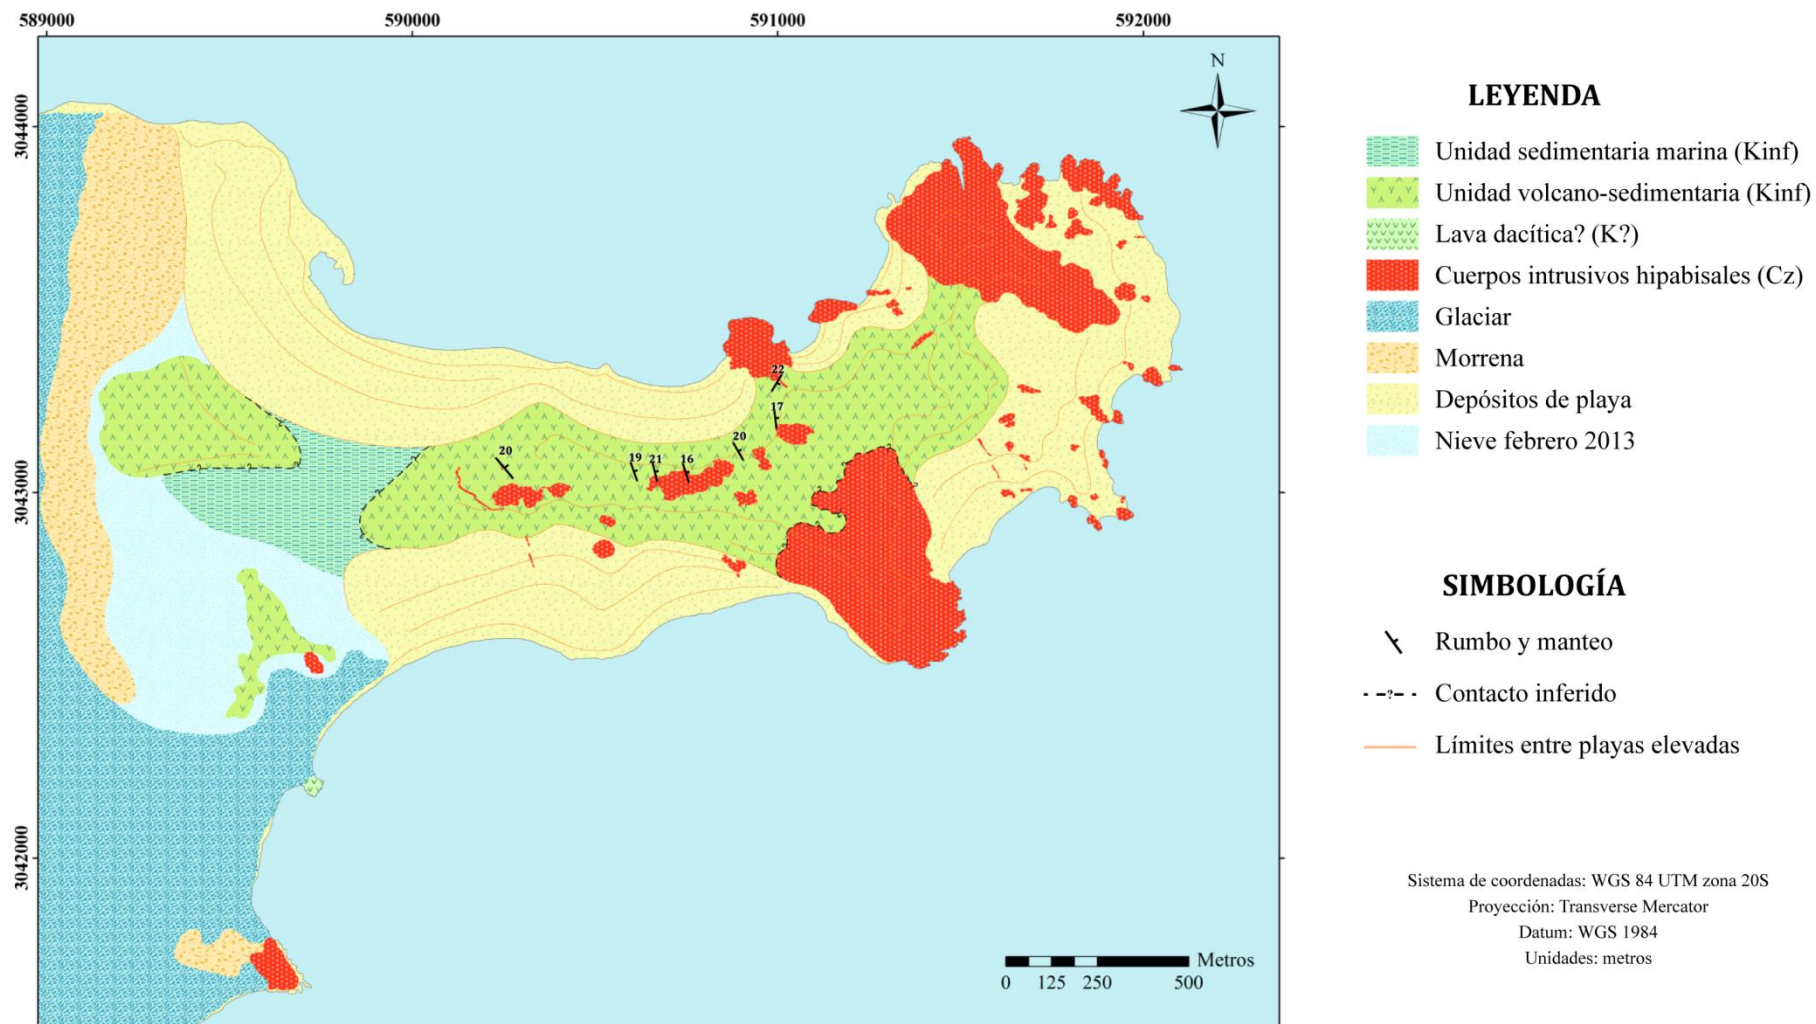 589000
590000
591000
592000
3044000
3043000
3042000
N
22
17
20
20
19
21
16
?
?
?
?
?
?
?
?
LEYENDA
Unidad sedimentaria marina (Kinf)
Unidad volcano-sedimentaria (Kinf)
Lava dacítica? (K?)
Cuerpos intrusivos hipabisales (Cz)
Glaciar
Morrena
Depósitos de playa
Nieve febrero 2013
SIMBOLOGÍA
Rumbo y manteo
?
Contacto inferido
Límites entre playas elevadas
Sistema de coordenadas: WGS 84 UTM zona 20S
Proyección: Transverse Mercator
Datum: WGS 1984
Unidades: metros
Metros
0 125 250 500